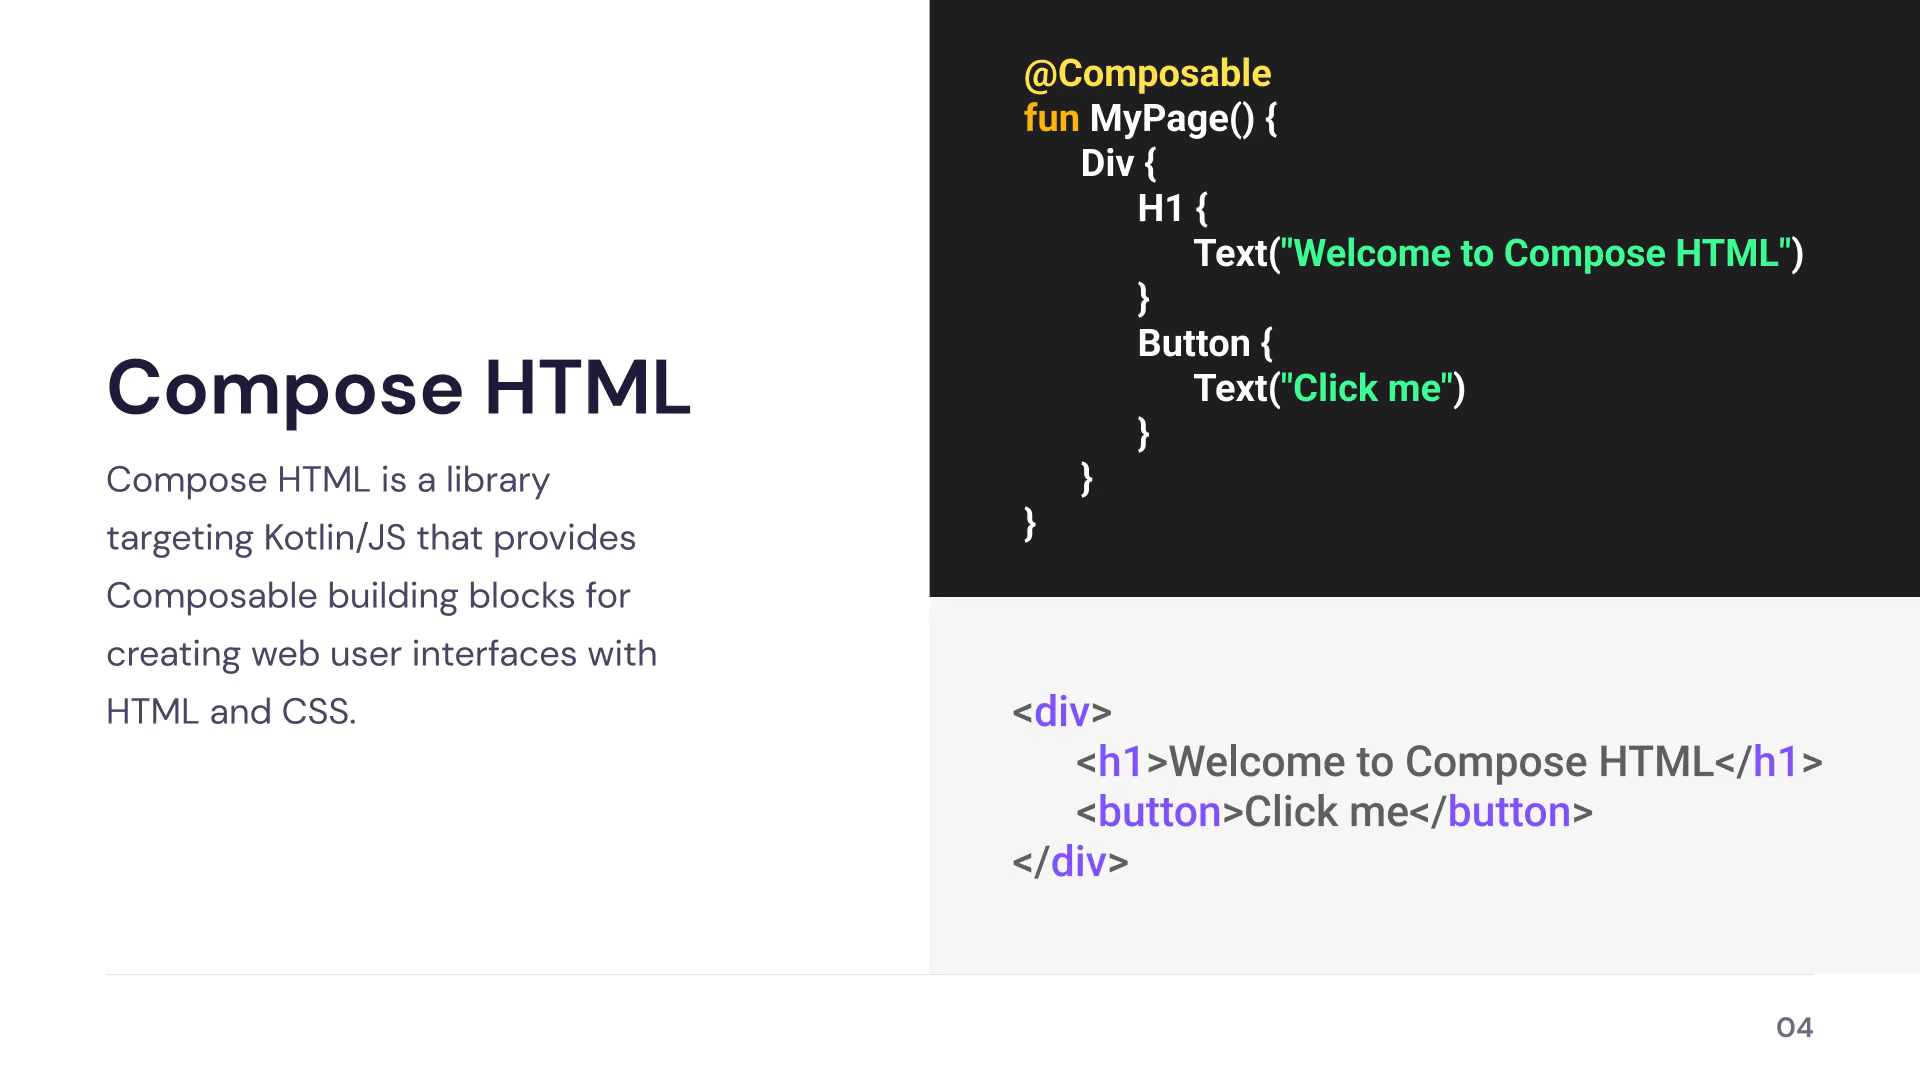 Compose HTML
Compose HTML is a library
targeting Kotlin/JS that provides
Composable building blocks for
creating web user interfaces with
HTML and CSS.
@Composable
fun MyPage() {
Div {
H1 {
Text("Welcome to Compose HTML")
}
Button {
Text("Click me")
}
}
}
<div>
<h1>Welcome to Compose HTML</h1>
<button>Click me</button>
</div>
04